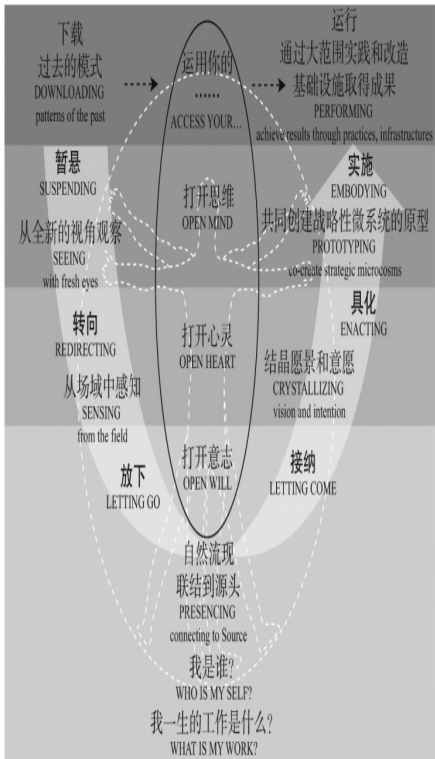 下载
过去的模式
DOWNLOADING
patterns of the past
运用你的
……
ACCESS YOUR…
运行
通过大范围实践和改造
基础设施取得成果
PERFORMING
achieve results through practices, infrastructures
暂悬
SUSPENDING
打开思维
OPEN MIND
实施
EMBODYING
从全新的视角观察
SEEING
with fresh eyes
共同创建战略性微系统的原型
PROTOTYPING
co-create strategic microcosms
转向
REDIRECTING
打开心灵
OPEN HEART
具化
ENACTING
从场域中感知
SENSING
from the field
结晶愿景和意愿
CRYSTALLIZING
vision and intention
放下
LETTING GO
打开意志
OPEN WILL
接纳
LETTING COME
自然流现
联结到源头
PRESENCING
connecting to Source
我是谁？
WHO IS MY SELF?
我一生的工作是什么？
WHAT IS MY WORK?